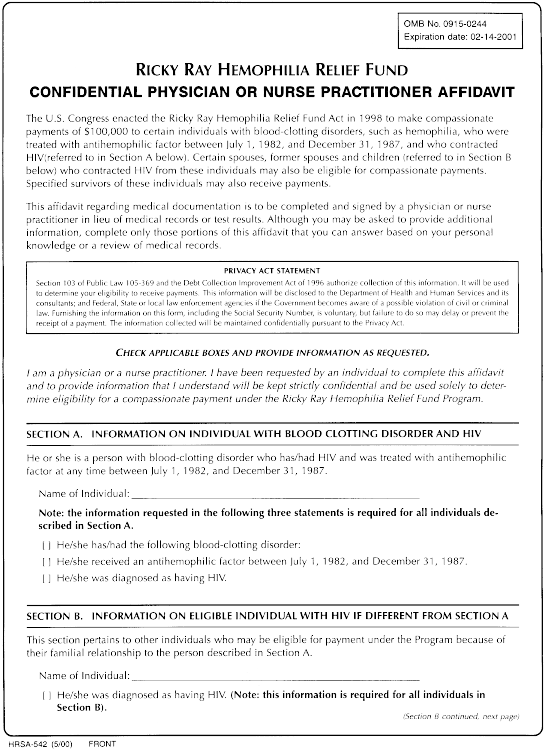 OMB No. 0915-0244
Expiration date: 02-14-2001
RICKY RAY HEMOPHILIA RELIEF FUND
CONFIDENTIAL PHYSICIAN OR NURSE PRACTITIONER AFFIDAVIT
The U.S. Congress enacted the Ricky Ray Hemophilia Relief Fund Act in 1998 to make compassionate
payments of $100,000 to certain individuals with blood-clotting disorders, such as hemophilia, who were
treated with antihemophilic factor between July 1, 1982, and December 31, 1987, and who contracted
HIV(referred to in Section A below). Certain spouses, former spouses and children (referred to in Section B
below) who contracted HIV from these individuals may also be eligible for compassionate payments.
Specified survivors of these individuals may also receive payments.
This affidavit regarding medical documentation is to be completed and signed by a physician or nurse
practitioner in lieu of medical records or test results. Although you may be asked to provide additional
information, complete only those portions of this affidavit that you can answer based on your personal
knowledge or a review of medical records.
PRIVACY ACT STATEMENT
Section 103 of Public Law 105-369 and the Debt Collection Improvement Act of 1996 authorize collection of this information. It will be used
to determine your eligibility to receive payments. This information will be disclosed to the Department of Health and Human Services and its
consultants; and Federal, State or local law enforcement agencies if the Government becomes aware of a possible violation of civil or criminal
law. Furnishing the information on this form, including the Social Security Number, is voluntary, but failure to do so may delay or prevent the
receipt of a payment. The information collected will be maintained confidentially pursuant to the Privacy Act.
CHECK APPLICABLE BOXES AND PROVIDE INFORMATION AS REQUESTED.
I am a physician or a nurse practitioner. I have been requested by an individual to complete this affidavit
and to provide information that I understand will be kept strictly confidential and be used solely to deter-
mine eligibility for a compassionate payment under the Ricky Ray Hemophilia Relief Fund Program.
SECTION A. INFORMATION ON INDIVIDUAL WITH BLOOD CLOTTING DISORDER AND HIV
He or she is a person with blood-clotting disorder who has/had HIV and was treated with antihemophilic
factor at any time between July 1, 1982, and December 31, 1987.
Name of Individual:
Note: the information requested in the following three statements is required for all individuals de-
scribed in Section A.
[ ] He/she has/had the following blood-clotting disorder:
[ ] He/she received an antihemophilic factor between July 1, 1982, and December 31, 1987.
[ ] He/she was diagnosed as having HIV.
SECTION B. INFORMATION ON ELIGIBLE INDIVIDUAL WITH HIV IF DIFFERENT FROM SECTION A
This section pertains to other individuals who may be eligible for payment under the Program because of
their familial relationship to the person described in Section A.
Name of Individual:
[ ] He/she was diagnosed as having HIV. (Note: this information is required for all individuals in
Section B).
(Section B continued, next page)
HRSA-542 (5/00) FRONT